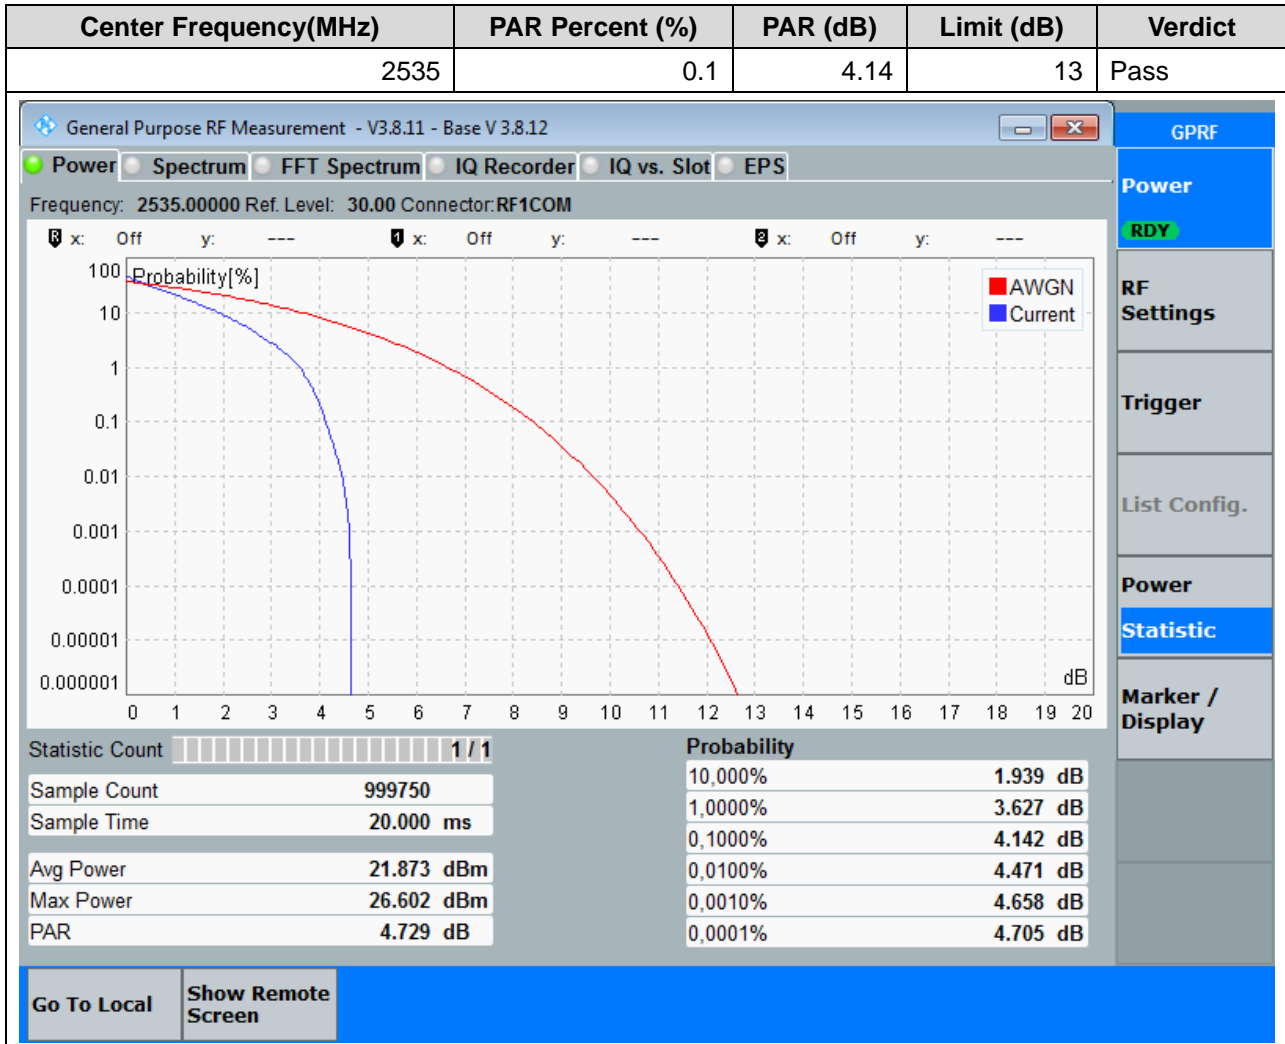 Center Frequency(MHz) PAR Percent (%) PAR (dB) Limit (dB) Verdict
2535 0.1 4.14 13 Pass
General Purpose RF Measurement - V3.8.11 - Base V 3.8.12
GPRF
Power Spectrum FFT Spectrum IQ Recorder IQ vs. Slot EPS
Frequency: 2535.00000 Ref. Level: 30.00 Connector: RF1COM
R x: Off y: --- 1 x: Off y: --- 2 x: Off y: ---
Probability[%]
100
10
1
0.1
0.01
0.001
0.0001
0.00001
0.000001
AWGN
Current
dB
0 1 2 3 4 5 6 7 8 9 10 11 12 13 14 15 16 17 18 19 20
Statistic Count 1 / 1
Sample Count 999750
Sample Time 20.000 ms
Avg Power 21.873 dBm
Max Power 26.602 dBm
PAR 4.729 dB
Probability
10,000% 1.939 dB
1,0000% 3.627 dB
0,1000% 4.142 dB
0,0100% 4.471 dB
0,0010% 4.658 dB
0,0001% 4.705 dB
Power
RDY
RF
Settings
Trigger
List Config.
Power
Statistic
Marker /
Display
Go To Local
Show Remote
Screen